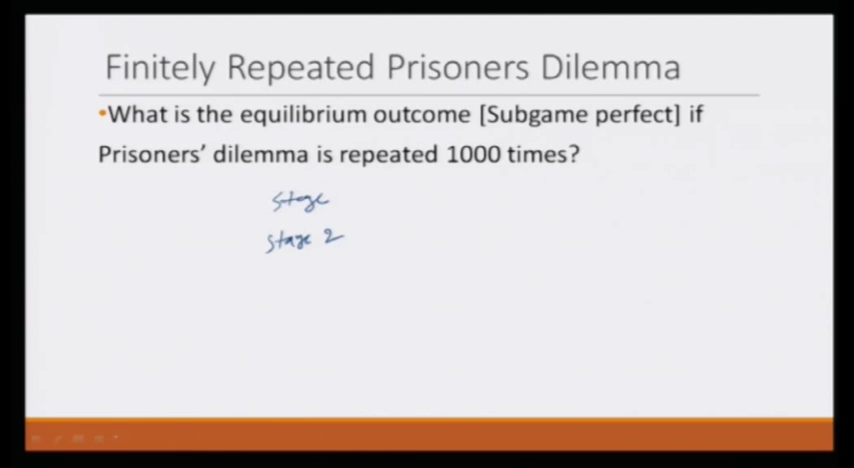 Finitely Repeated Prisoners Dilemma
•What is the equilibrium outcome [Subgame perfect] if
Prisoners’ dilemma is repeated 1000 times?
Stage
Stage 2